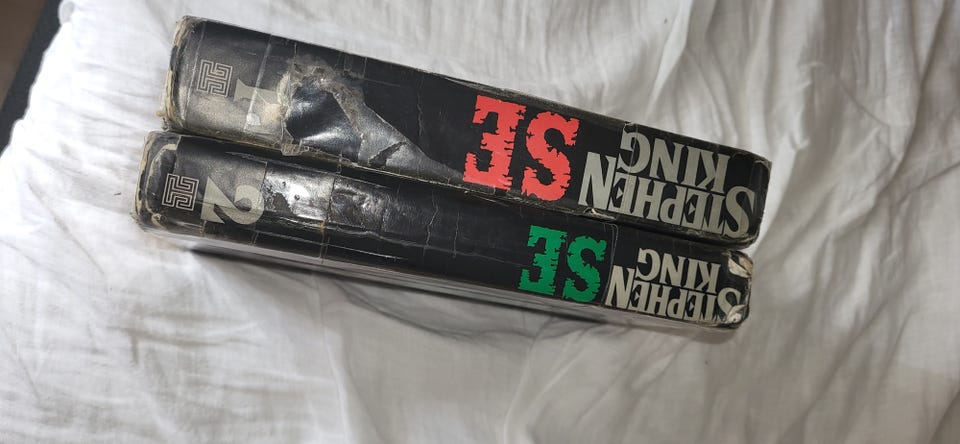 STEPHEN
KING
SE
2
STEPHEN
KING
SE
1